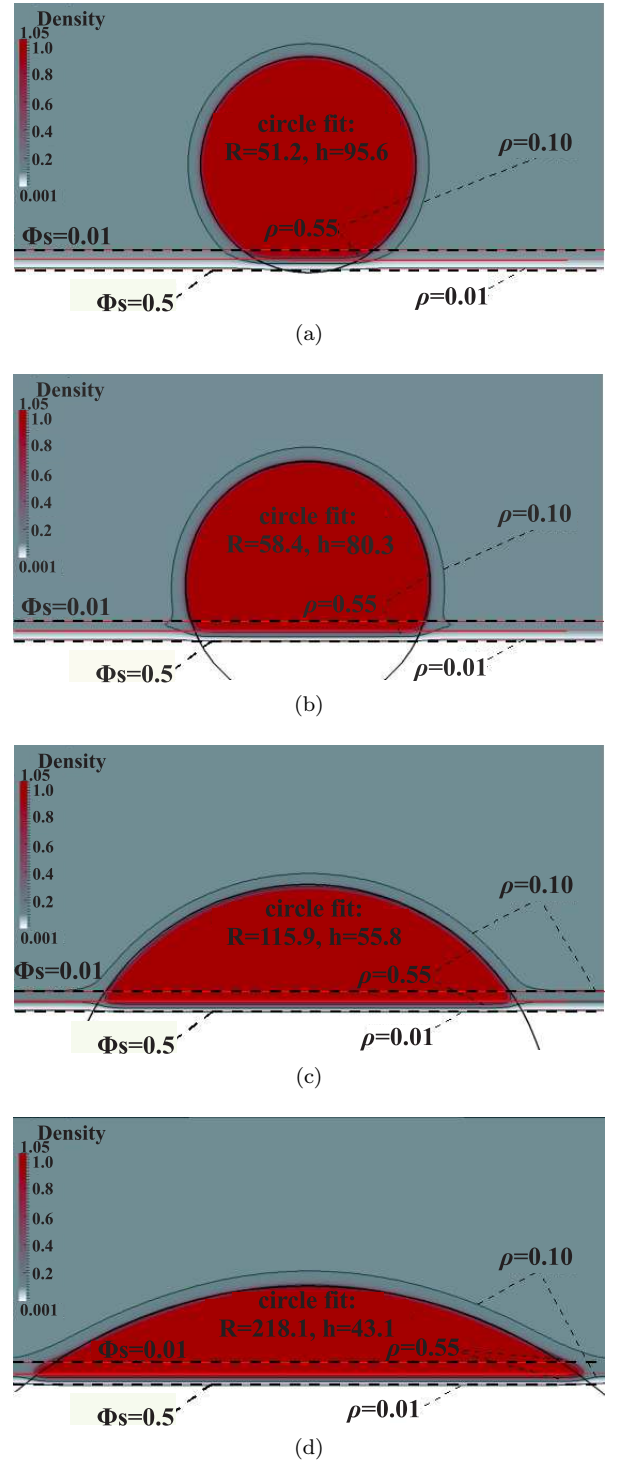 Density
1.05
1.0
0.8
0.6
0.4
0.2
0.001
circle fit:
R=51.2, h=95.6
ρ=0.10
ρ=0.55
Φs=0.01
Φs=0.5
ρ=0.01
(a)
Density
1.05
1.0
0.8
0.6
0.4
0.2
0.001
circle fit:
R=58.4, h=80.3
ρ=0.10
ρ=0.55
Φs=0.01
Φs=0.5
ρ=0.01
(b)
Density
1.05
1.0
0.8
0.6
0.4
0.2
0.001
circle fit:
R=115.9, h=55.8
ρ=0.10
Φs=0.01
ρ=0.55
Φs=0.5
ρ=0.01
(c)
Density
1.05
1.0
0.8
0.6
0.4
0.2
0.001
ρ=0.10
circle fit:
R=218.1, h=43.1
Φs=0.01
ρ=0.55
Φs=0.5
ρ=0.01
(d)